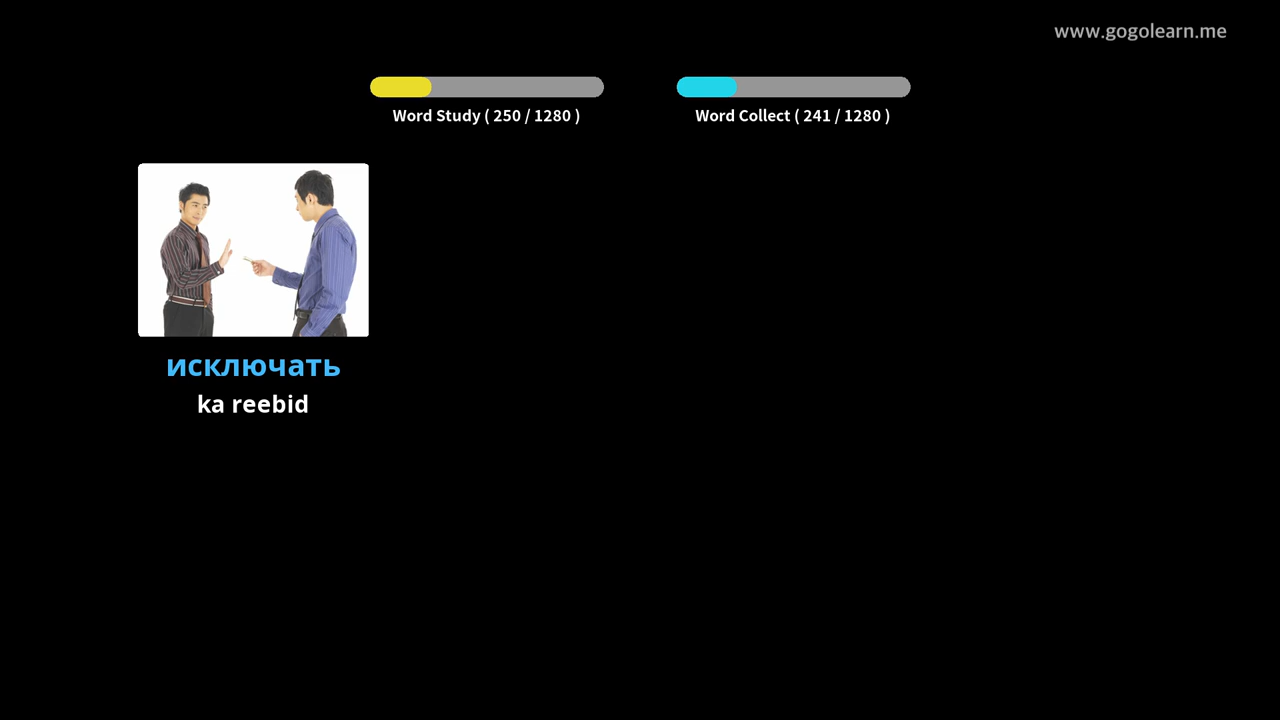 www.gogolearn.me
Word Study ( 250 / 1280 )
Word Collect ( 241 / 1280 )
исключать
ka reebid